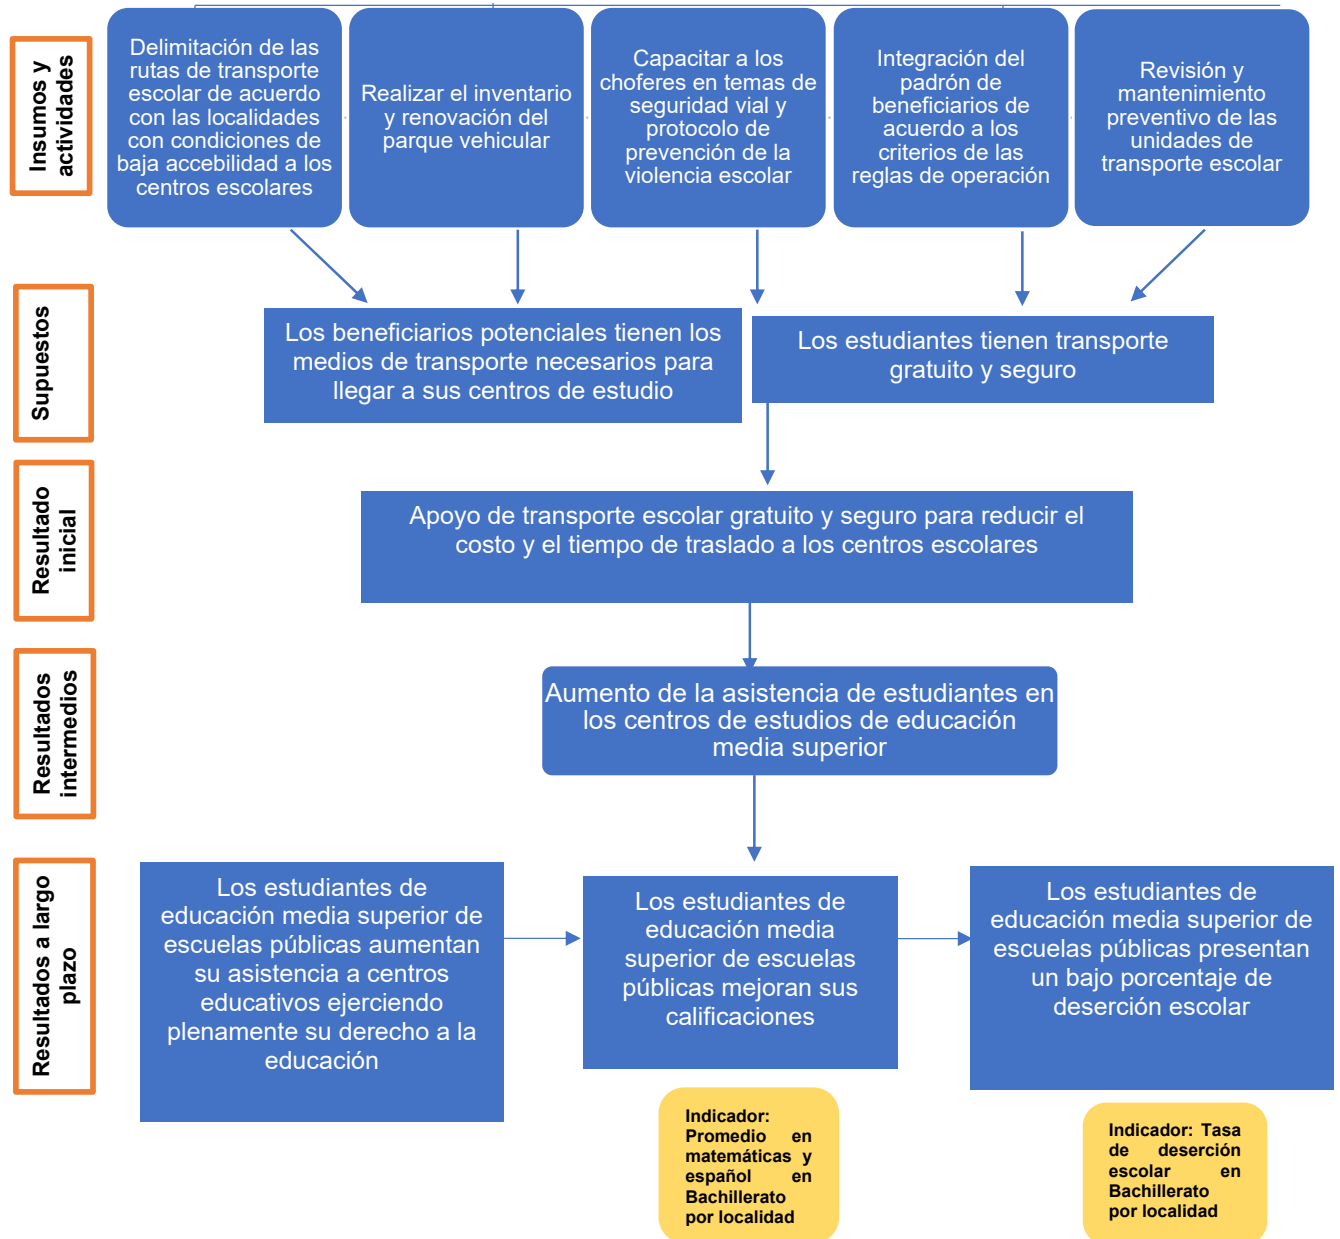 Insumos y
actividades
Delimitación de las
rutas de transporte
escolar de acuerdo
con las localidades
con condiciones de
baja accebilidad a los
centros escolares
Realizar el inventario
y renovación del
parque vehicular
Capacitar a los
choferes en temas de
seguridad vial y
protocolo de
prevención de la
violencia escolar
Integración del
padrón de
beneficiarios de
acuerdo a los
criterios de las
reglas de operación
Revisión y
mantenimiento
preventivo de las
unidades de
transporte escolar
Supuestos
Los beneficiarios potenciales tienen los
medios de transporte necesarios para
llegar a sus centros de estudio
Los estudiantes tienen transporte
gratuito y seguro
Resultado
inicial
Apoyo de transporte escolar gratuito y seguro para reducir el
costo y el tiempo de traslado a los centros escolares
Resultados
intermedios
Aumento de la asistencia de estudiantes en
los centros de estudios de educación
media superior
Resultados a largo
plazo
Los estudiantes de
educación media superior de
escuelas públicas aumentan
su asistencia a centros
educativos ejerciendo
plenamente su derecho a la
educación
Los estudiantes de
educación media
superior de escuelas
públicas mejoran sus
calificaciones
Los estudiantes de
educación media superior de
escuelas públicas presentan
un bajo porcentaje de
deserción escolar
Indicador:
Promedio en
matemáticas y
español en
Bachillerato
por localidad
Indicador: Tasa
de deserción
escolar en
Bachillerato
por localidad